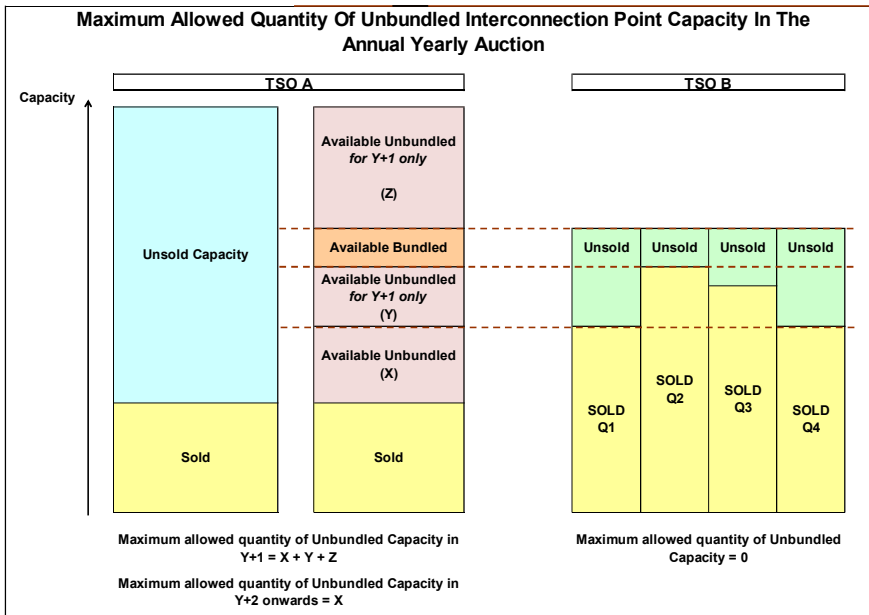 Maximum Allowed Quantity Of Unbundled Interconnection Point Capacity In The
Annual Yearly Auction
TSO A
TSO B
Capacity
Unsold Capacity
Sold
Available Unbundled
for Y+1 only
(Z)
Available Bundled
Available Unbundled
for Y+1 only
(Y)
Available Unbundled
(X)
Sold
Unsold
Unsold
Unsold
Unsold
SOLD
Q1
SOLD
Q2
SOLD
Q3
SOLD
Q4
Maximum allowed quantity of Unbundled Capacity in
Y+1 = X + Y + Z
Maximum allowed quantity of Unbundled Capacity in
Y+2 onwards = X
Maximum allowed quantity of Unbundled
Capacity = 0